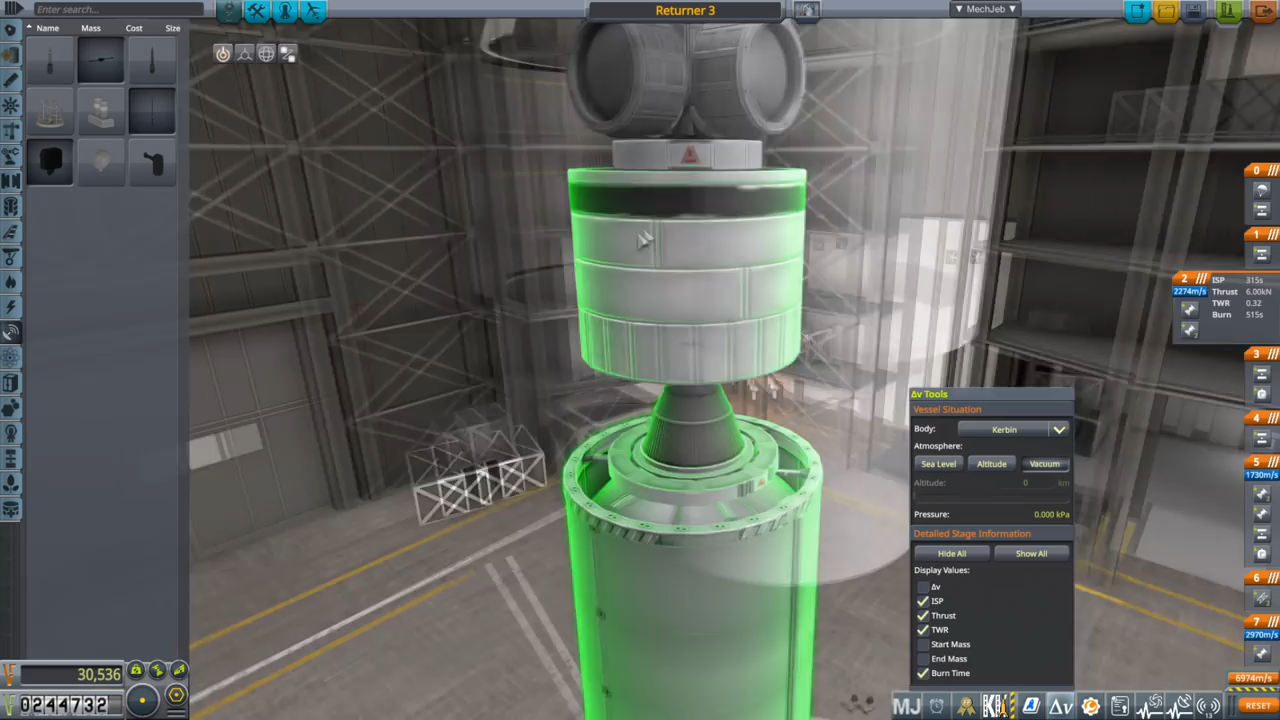 Enter search...
Returner 3
▼ MechJeb ▼
Name Mass Cost Size
0
1
2
ISP 315s
2274m/s Thrust 6.00kN
TWR 0.32
Burn 515s
3
4
5
1730m/s
6
7
2970m/s
6974m/s
RESET
Δv Tools
Vessel Situation
Body: Kerbin
Atmosphere:
Sea Level Altitude Vacuum
Altitude: 0 km
Pressure: 0.000 kPa
Detailed Stage Information
Hide All Show All
Display Values:
Δv
ISP
Thrust
TWR
Start Mass
End Mass
Burn Time
30,536
0244732
MJ Δv